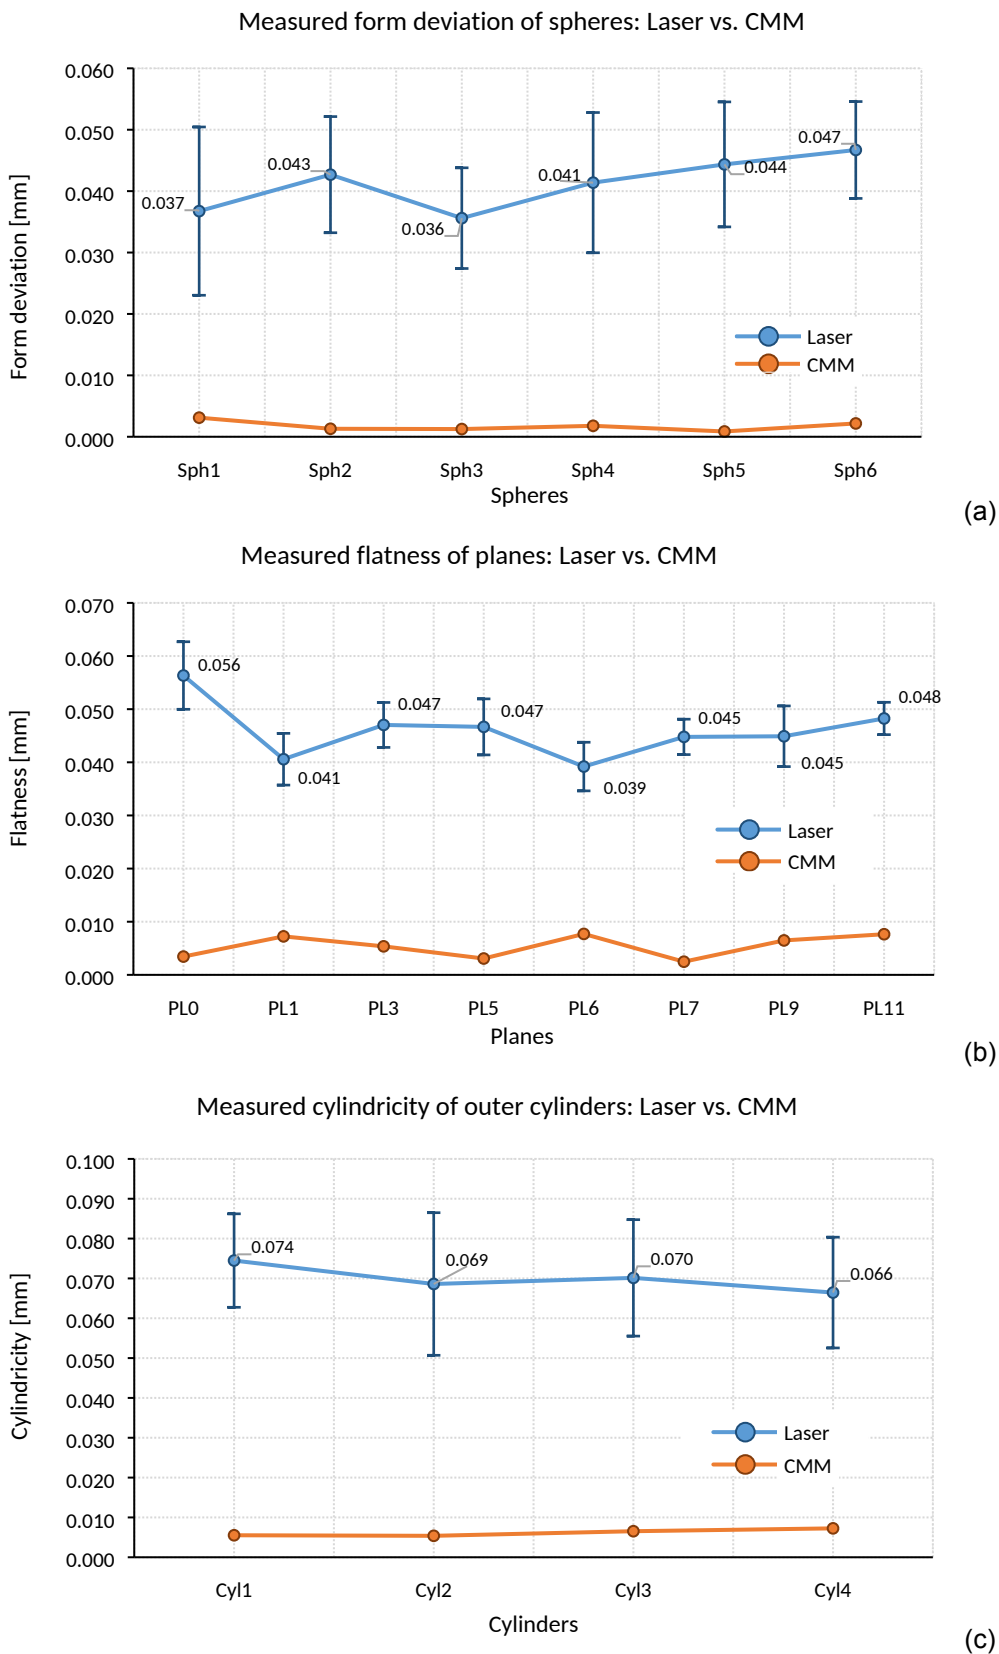 Measured form deviation of spheres: Laser vs. CMM
0.060
0.050
0.040
0.030
0.020
0.010
0.000
Form deviation [mm]
0.037
0.043
0.036
0.041
0.044
0.047
Laser
CMM
Sph1 Sph2 Sph3 Sph4 Sph5 Sph6
Spheres
(a)
Measured flatness of planes: Laser vs. CMM
0.070
0.060
0.050
0.040
0.030
0.020
0.010
0.000
Flatness [mm]
0.056
0.041
0.047
0.047
0.039
0.045
0.045
0.048
Laser
CMM
PL0 PL1 PL3 PL5 PL6 PL7 PL9 PL11
Planes
(b)
Measured cylindricity of outer cylinders: Laser vs. CMM
0.100
0.090
0.080
0.070
0.060
0.050
0.040
0.030
0.020
0.010
0.000
Cylindricity [mm]
0.074
0.069
0.070
0.066
Laser
CMM
Cyl1 Cyl2 Cyl3 Cyl4
Cylinders
(c)